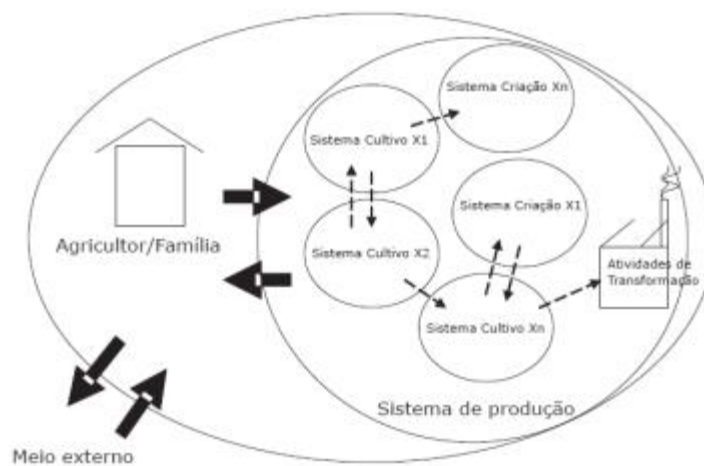 Sistema Criação Xn
Sistema Cultivo X1
Sistema Criação X1
Agricultor/Família
Sistema Cultivo X2
Atividades de
Transformação
Sistema Cultivo Xn
Sistema de produção
Meio externo